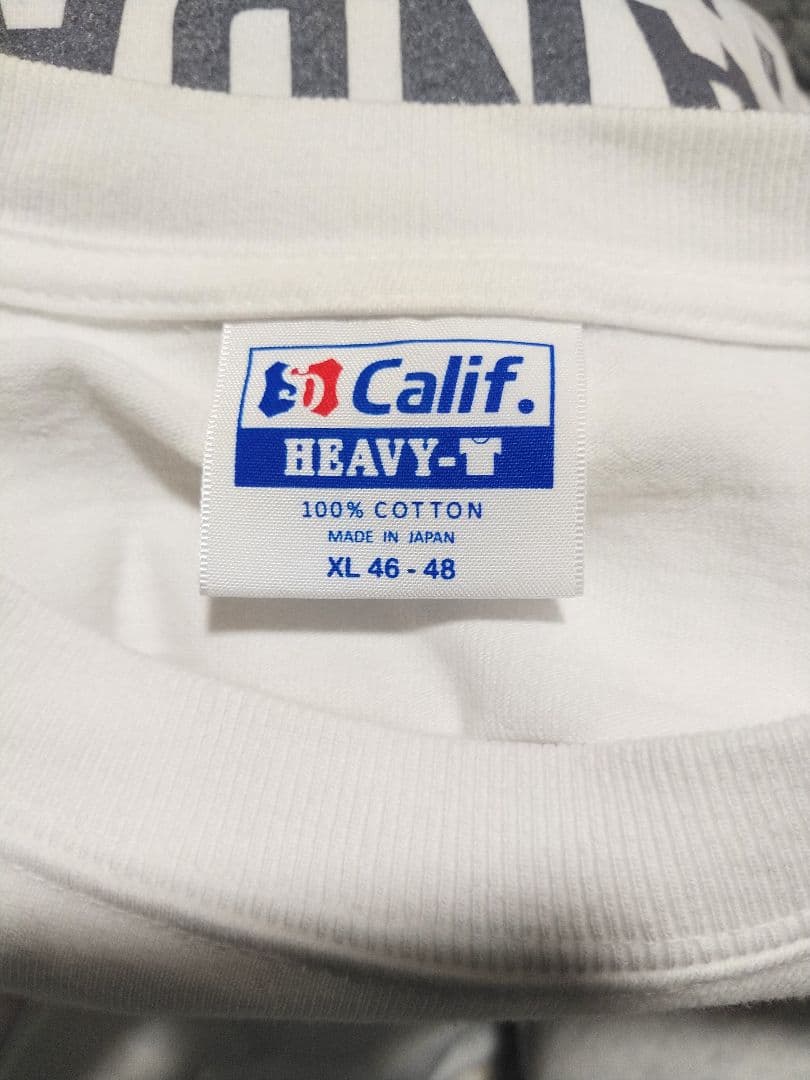 SD Calif.
HEAVY-T
100% COTTON
MADE IN JAPAN
XL 46 - 48